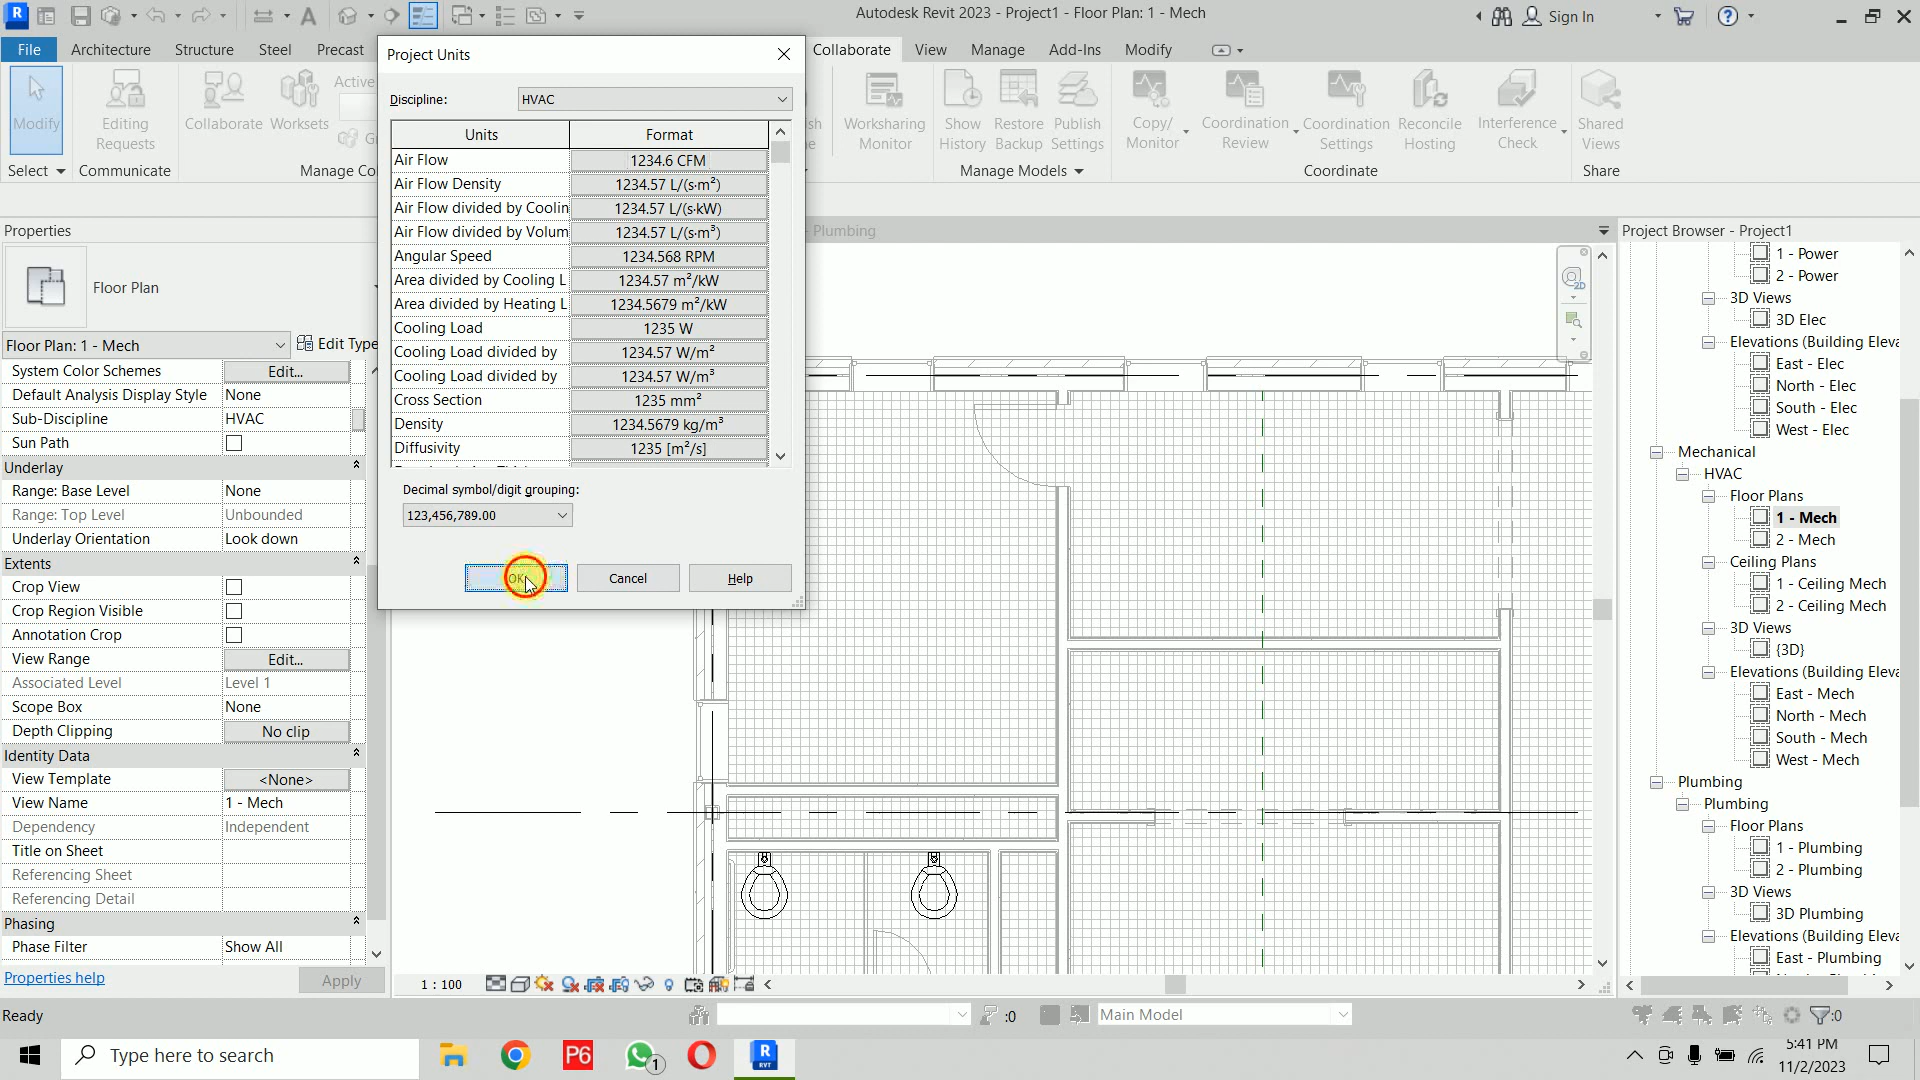 Autodesk Revit 2023 - Project1 - Floor Plan: 1 - Mech
Sign In
File
Architecture
Structure
Steel
Precast
Collaborate
View
Manage
Add-Ins
Modify
Modify
Select
Editing
Requests
Communicate
Collaborate
Worksets
Active
Manage Co
Worksharing
Monitor
Show
History
Restore
Backup
Publish
Settings
Manage Models
Copy/
Monitor
Coordination
Review
Coordination
Settings
Reconcile
Hosting
Interference
Check
Coordinate
Shared
Views
Share
Project Units
Discipline:
HVAC
Units Format
Air Flow 1234.6 CFM
Air Flow Density 1234.57 L/(s·m²)
Air Flow divided by Coolin 1234.57 L/(s·kW)
Air Flow divided by Volum 1234.57 L/(s·m³)
Angular Speed 1234.568 RPM
Area divided by Cooling L 1234.57 m²/kW
Area divided by Heating L 1234.5679 m²/kW
Cooling Load 1235 W
Cooling Load divided by 1234.57 W/m²
Cooling Load divided by 1234.57 W/m³
Cross Section 1235 mm²
Density 1234.5679 kg/m³
Diffusivity 1235 [m²/s]
Decimal symbol/digit grouping:
123,456,789.00
OK
Cancel
Help
Plumbing
Properties
Floor Plan
Floor Plan: 1 - Mech
Edit Type
System Color Schemes Edit...
Default Analysis Display Style None
Sub-Discipline HVAC
Sun Path
Underlay
Range: Base Level None
Range: Top Level Unbounded
Underlay Orientation Look down
Extents
Crop View
Crop Region Visible
Annotation Crop
View Range Edit...
Associated Level Level 1
Scope Box None
Depth Clipping No clip
Identity Data
View Template <None>
View Name 1 - Mech
Dependency Independent
Title on Sheet
Referencing Sheet
Referencing Detail
Phasing
Phase Filter Show All
Properties help
Apply
Project Browser - Project1
1 - Power
2 - Power
3D Views
3D Elec
Elevations (Building Eleva
East - Elec
North - Elec
South - Elec
West - Elec
Mechanical
HVAC
Floor Plans
1 - Mech
2 - Mech
Ceiling Plans
1 - Ceiling Mech
2 - Ceiling Mech
3D Views
{3D}
Elevations (Building Eleva
East - Mech
North - Mech
South - Mech
West - Mech
Plumbing
Plumbing
Floor Plans
1 - Plumbing
2 - Plumbing
3D Views
3D Plumbing
Elevations (Building Eleva
East - Plumbing
1 : 100
Ready
:0
Main Model
:0
Type here to search
P6
1
R
RVT
5:41 PM
11/2/2023